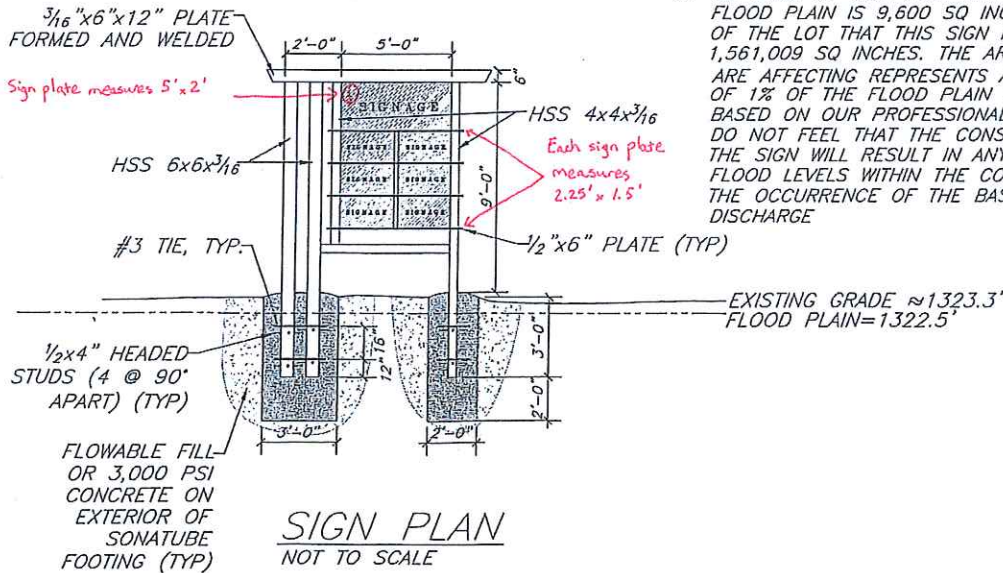 3/16"x6"x12" PLATE
FORMED AND WELDED
2'-0"
5'-0"
6"
Sign plate measures 5' x 2'
SIGNAGE
HSS 4x4x3/16
HSS 6x6x3/16
SIGNAGE SIGNAGE
SIGNAGE SIGNAGE
SIGNAGE SIGNAGE
Each sign plate
measures
2.25' x 1.5'
9'-0"
#3 TIE, TYP.
1/2"x6" PLATE (TYP)
EXISTING GRADE ≈1323.3'
FLOOD PLAIN=1322.5'
1/2x4" HEADED
STUDS (4 @ 90°
APART) (TYP)
16"
12"
3'-0"
2'-0"
3'-0"
2'-0"
FLOWABLE FILL
OR 3,000 PSI
CONCRETE ON
EXTERIOR OF
SONATUBE
FOOTING (TYP)
SIGN PLAN
NOT TO SCALE
FLOOD PLAIN IS 9,600 SQ
OF THE LOT THAT THIS SIGN
1,561,009 SQ INCHES. THE
ARE AFFECTING REPRESENTS
OF 1% OF THE FLOOD PLAIN
BASED ON OUR PROFESSIONAL
DO NOT FEEL THAT THE
THE SIGN WILL RESULT IN
FLOOD LEVELS WITHIN THE
THE OCCURRENCE OF THE
DISCHARGE